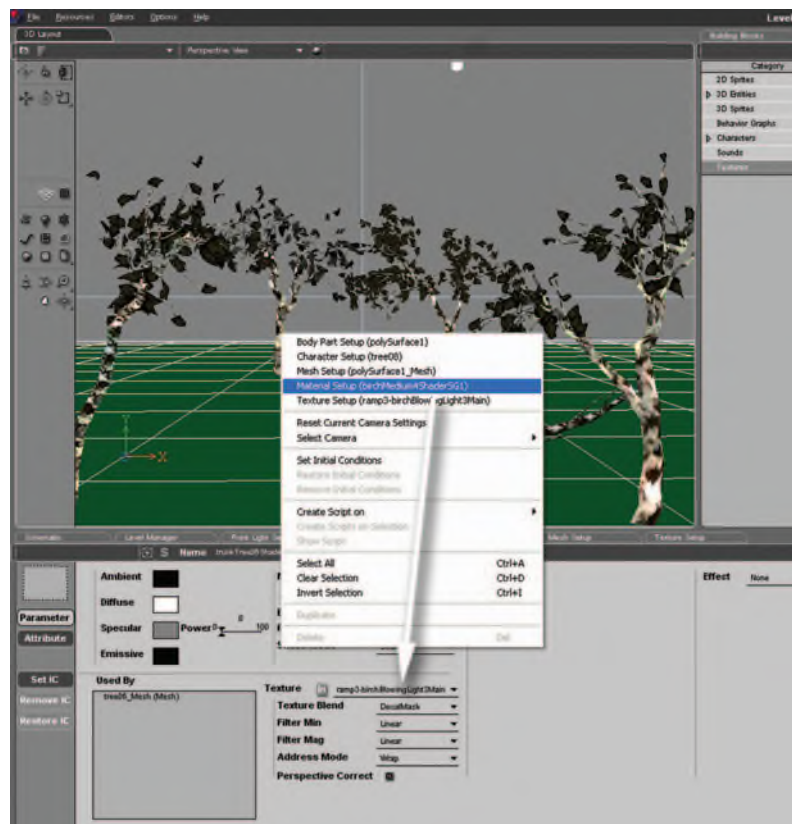 File Resources Editors Options Help
Level
3D Layout
Building Blocks
Perspective View
Category
2D Sprites
3D Entities
3D Sprites
Behavior Graphs
Characters
Sounds
Textures
Body Part Setup (polySurface1)
Character Setup (tree08)
Mesh Setup (polySurface1_Mesh)
Material Setup (birchMedium4ShaderSG1)
Texture Setup (ramp3-birchBlowingLight3Main)
Reset Current Camera Settings
Select Camera
Set Initial Conditions
Restore Initial Conditions
Remove Initial Conditions
Create Script on
Create Scripts on Selection
Show Script
Select All Ctrl+A
Clear Selection Ctrl+D
Invert Selection Ctrl+I
Duplicate
Delete Del
Y
X
Schematic Level Manager Mesh Setup Texture Setup
S Name
Ambient
Diffuse
Specular Power 0 0 100
Emissive
Effect None
Parameter
Attribute
Set IC
Remove IC
Restore IC
Used By
tree08_Mesh (Mesh)
Texture ramp3-birchBlowingLight3Main
Texture Blend DecalMask
Filter Min Linear
Filter Mag Linear
Address Mode Wrap
Perspective Correct